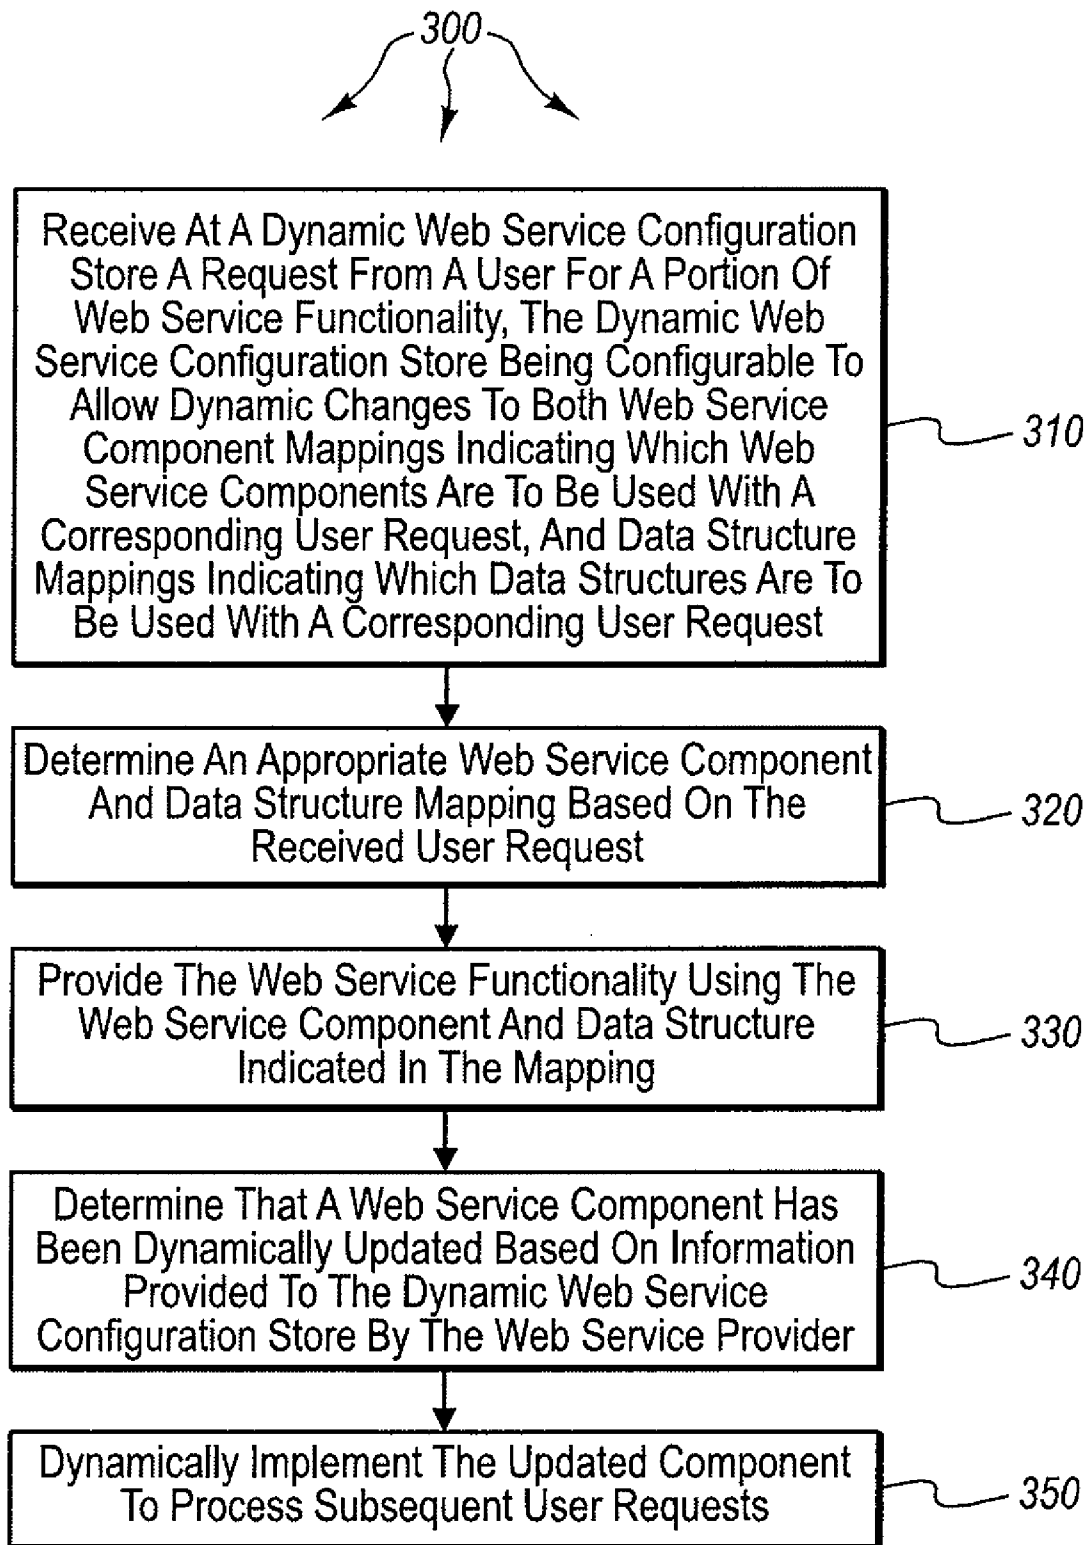 300
Receive At A Dynamic Web Service Configuration
Store A Request From A User For A Portion Of
Web Service Functionality, The Dynamic Web
Service Configuration Store Being Configurable To
Allow Dynamic Changes To Both Web Service
Component Mappings Indicating Which Web
Service Components Are To Be Used With A
Corresponding User Request, And Data Structure
Mappings Indicating Which Data Structures Are To
Be Used With A Corresponding User Request
310
Determine An Appropriate Web Service Component
And Data Structure Mapping Based On The
Received User Request
320
Provide The Web Service Functionality Using The
Web Service Component And Data Structure
Indicated In The Mapping
330
Determine That A Web Service Component Has
Been Dynamically Updated Based On Information
Provided To The Dynamic Web Service
Configuration Store By The Web Service Provider
340
Dynamically Implement The Updated Component
To Process Subsequent User Requests
350